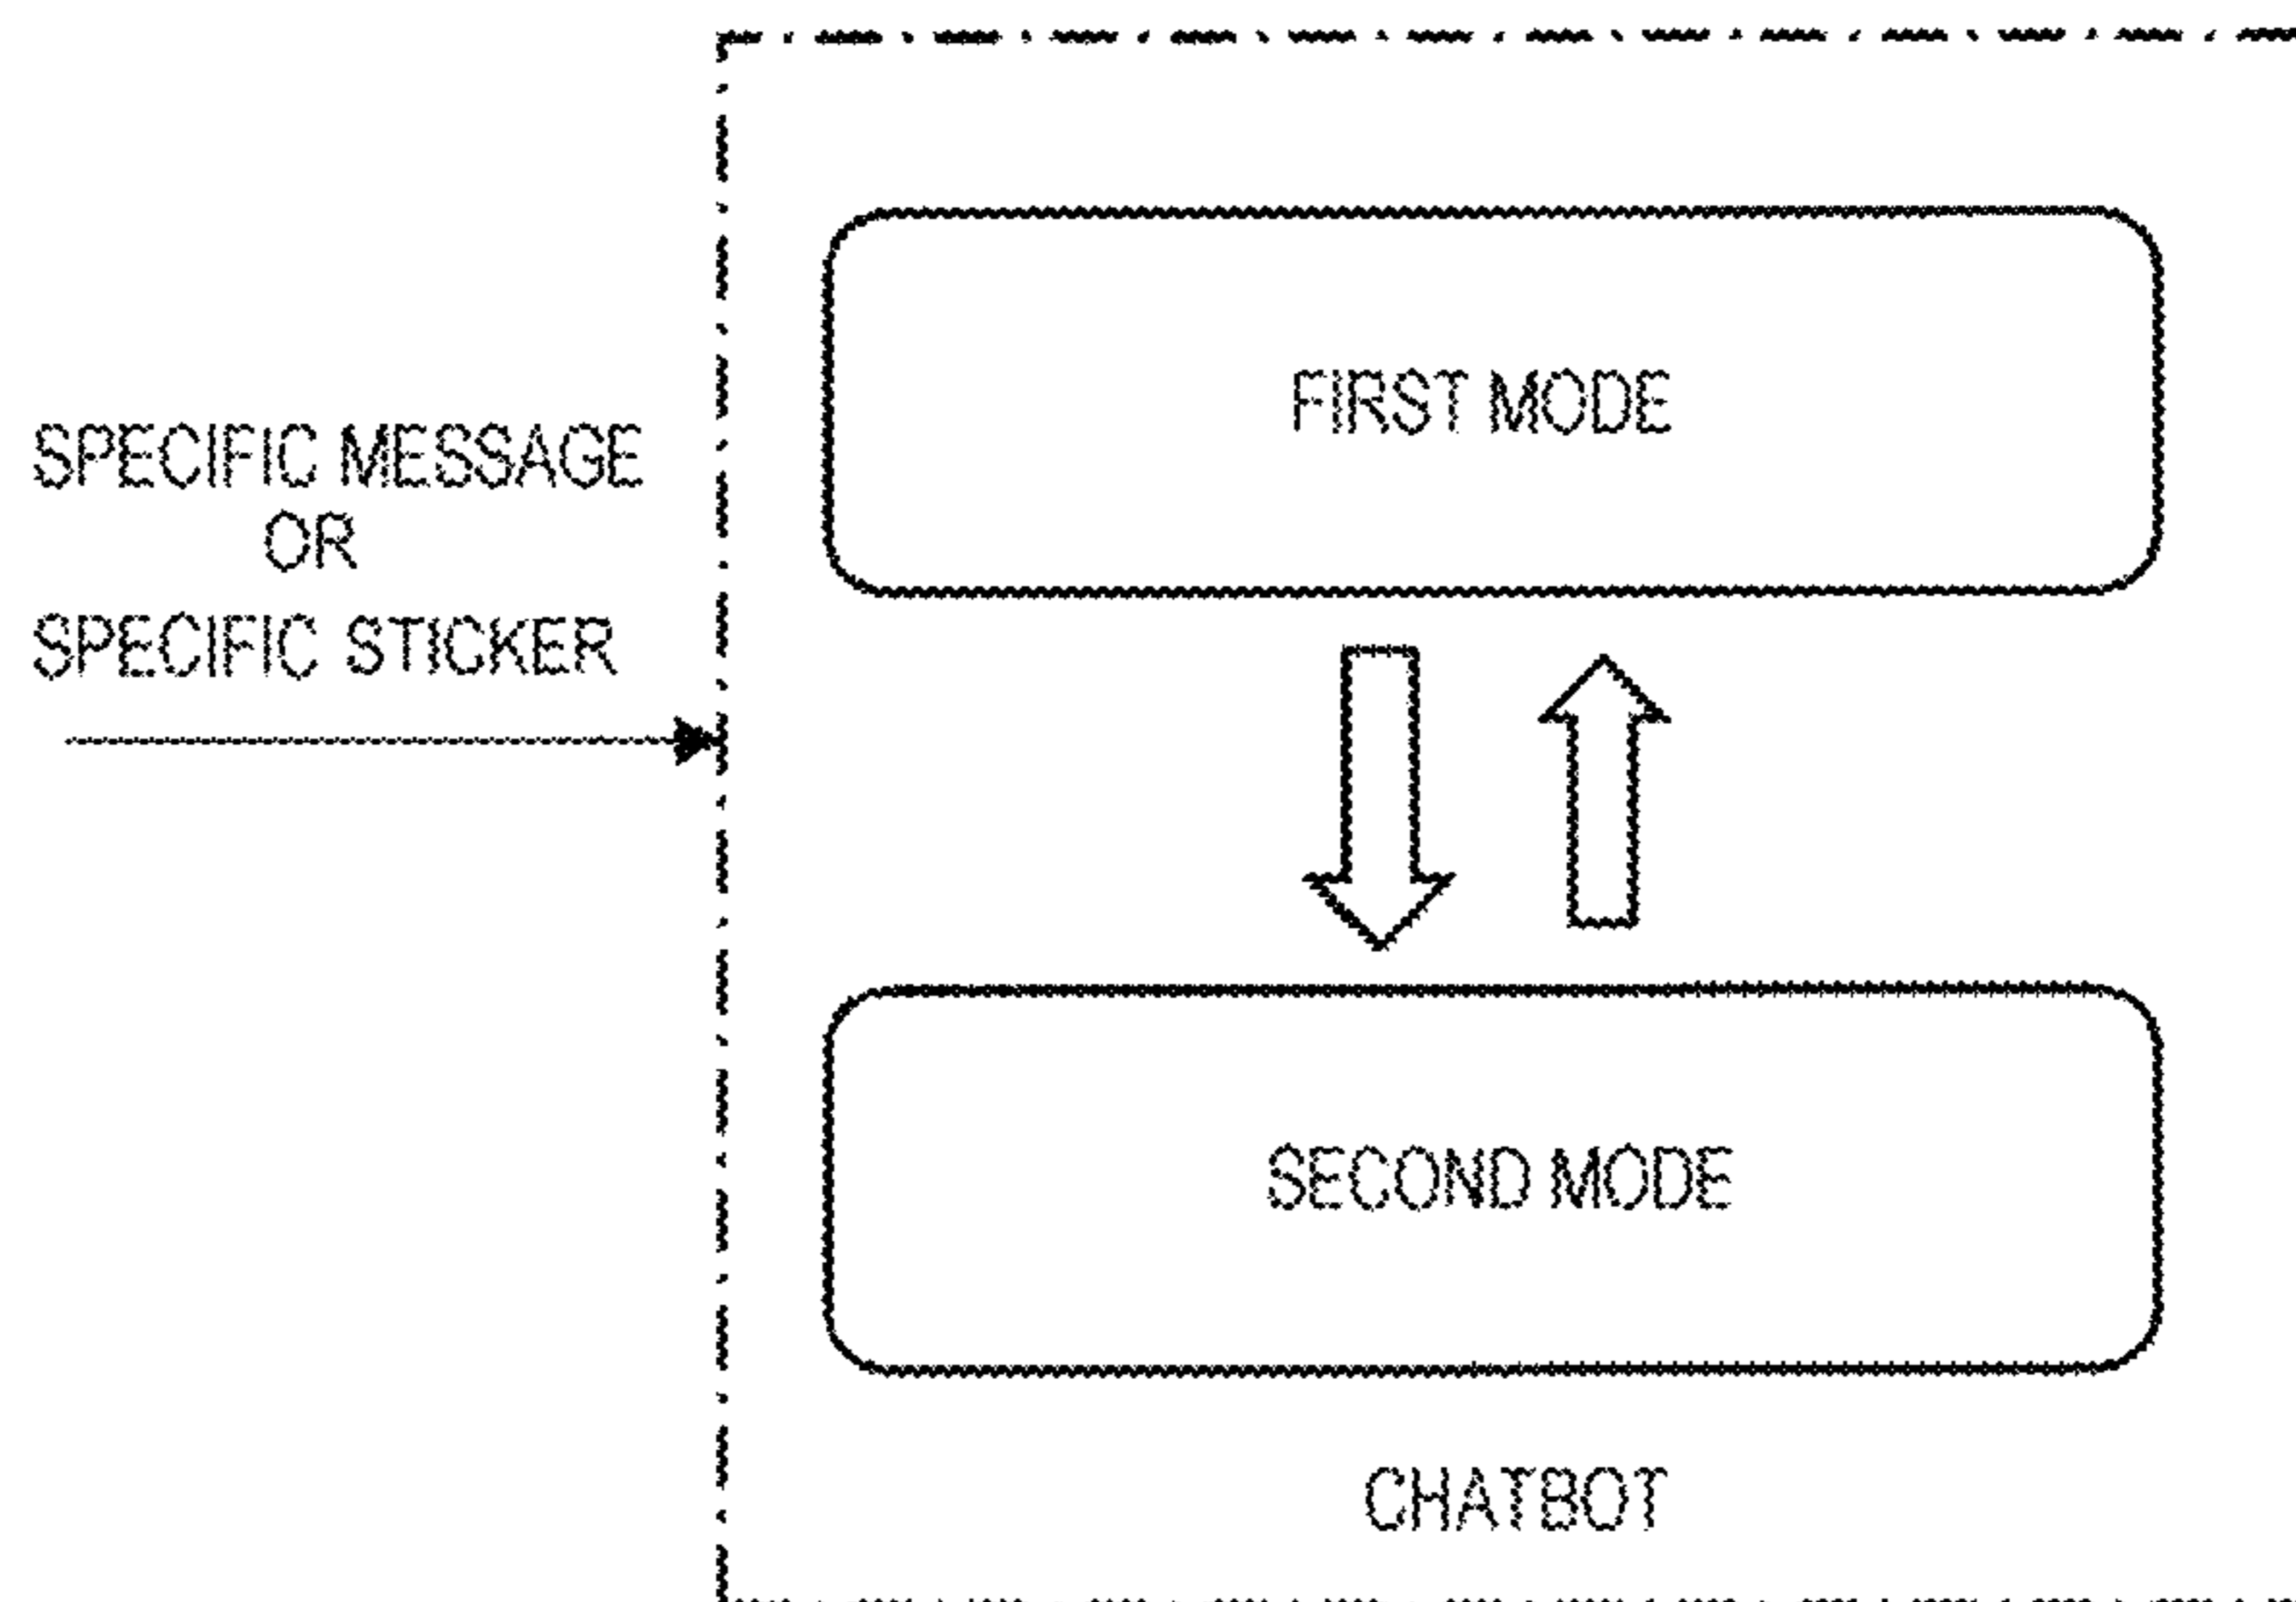 FIRST MODE
SPECIFIC MESSAGE
OR
SPECIFIC STICKER
SECOND MODE
CHATBOT